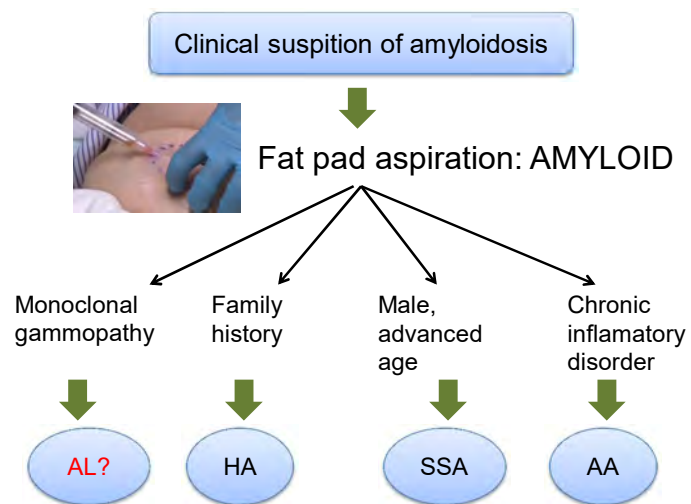 Clinical suspition of amyloidosis
Fat pad aspiration: AMYLOID
Monoclonal
gammopathy
Family
history
Male,
advanced
age
Chronic
inflamatory
disorder
AL?
HA
SSA
AA